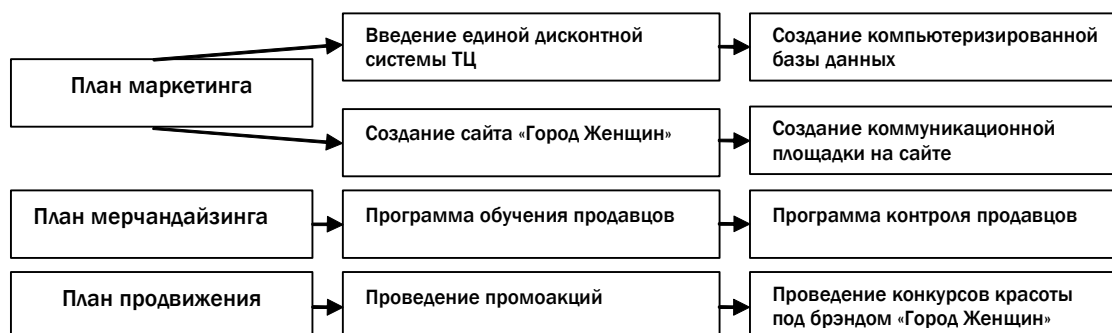 Введение единой дисконтной
системы ТЦ
Создание компьютеризированной
базы данных
План маркетинга
Создание сайта «Город Женщин»
Создание коммуникационной
площадки на сайте
План мерчандайзинга
Программа обучения продавцов
Программа контроля продавцов
План продвижения
Проведение промоакций
Проведение конкурсов красоты
под брэндом «Город Женщин»